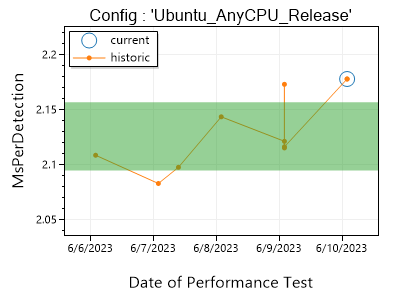 Config : 'Ubuntu_AnyCPU_Release'
current
historic
MsPerDetection
2.2
2.15
2.1
2.05
6/6/2023 6/7/2023 6/8/2023 6/9/2023 6/10/2023
Date of Performance Test